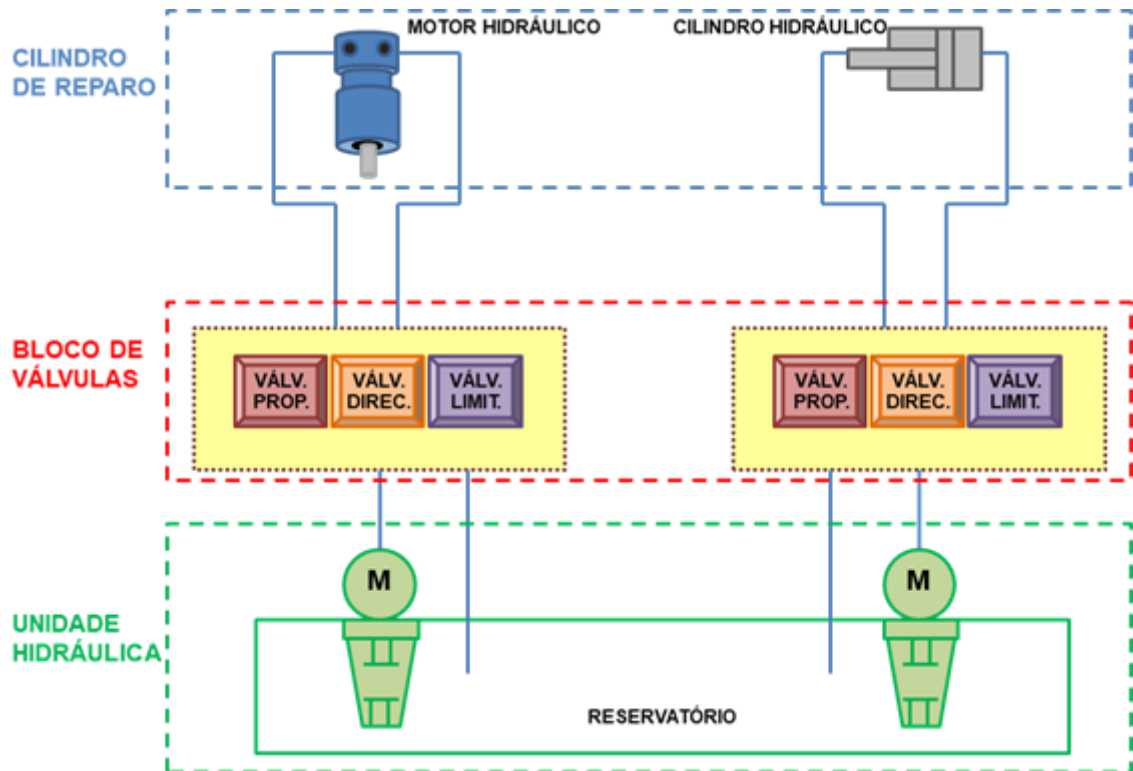 MOTOR HIDRÁULICO
CILINDRO HIDRÁULICO
CILINDRO
DE REPARO
BLOCO DE
VÁLVULAS
VÁLV.
PROP.
VÁLV.
DIREC.
VÁLV.
LIMIT.
VÁLV.
PROP.
VÁLV.
DIREC.
VÁLV.
LIMIT.
M
M
UNIDADE
HIDRÁULICA
RESERVATÓRIO